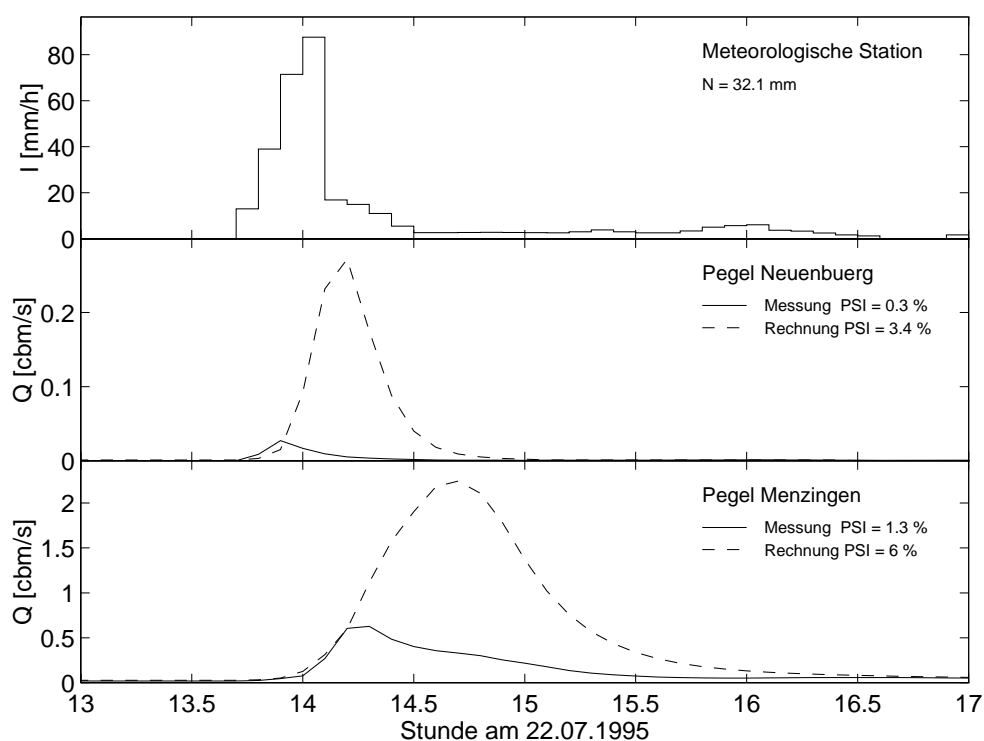 80
60
40
20
0
I [mm/h]
Meteorologische Station
N = 32.1 mm
0.2
0.1
0
Q [cbm/s]
Pegel Neuenbuerg
Messung PSI = 0.3 %
Rechnung PSI = 3.4 %
2
1.5
1
0.5
0
Q [cbm/s]
Pegel Menzingen
Messung PSI = 1.3 %
Rechnung PSI = 6 %
13 13.5 14 14.5 15 15.5 16 16.5 17
Stunde am 22.07.1995